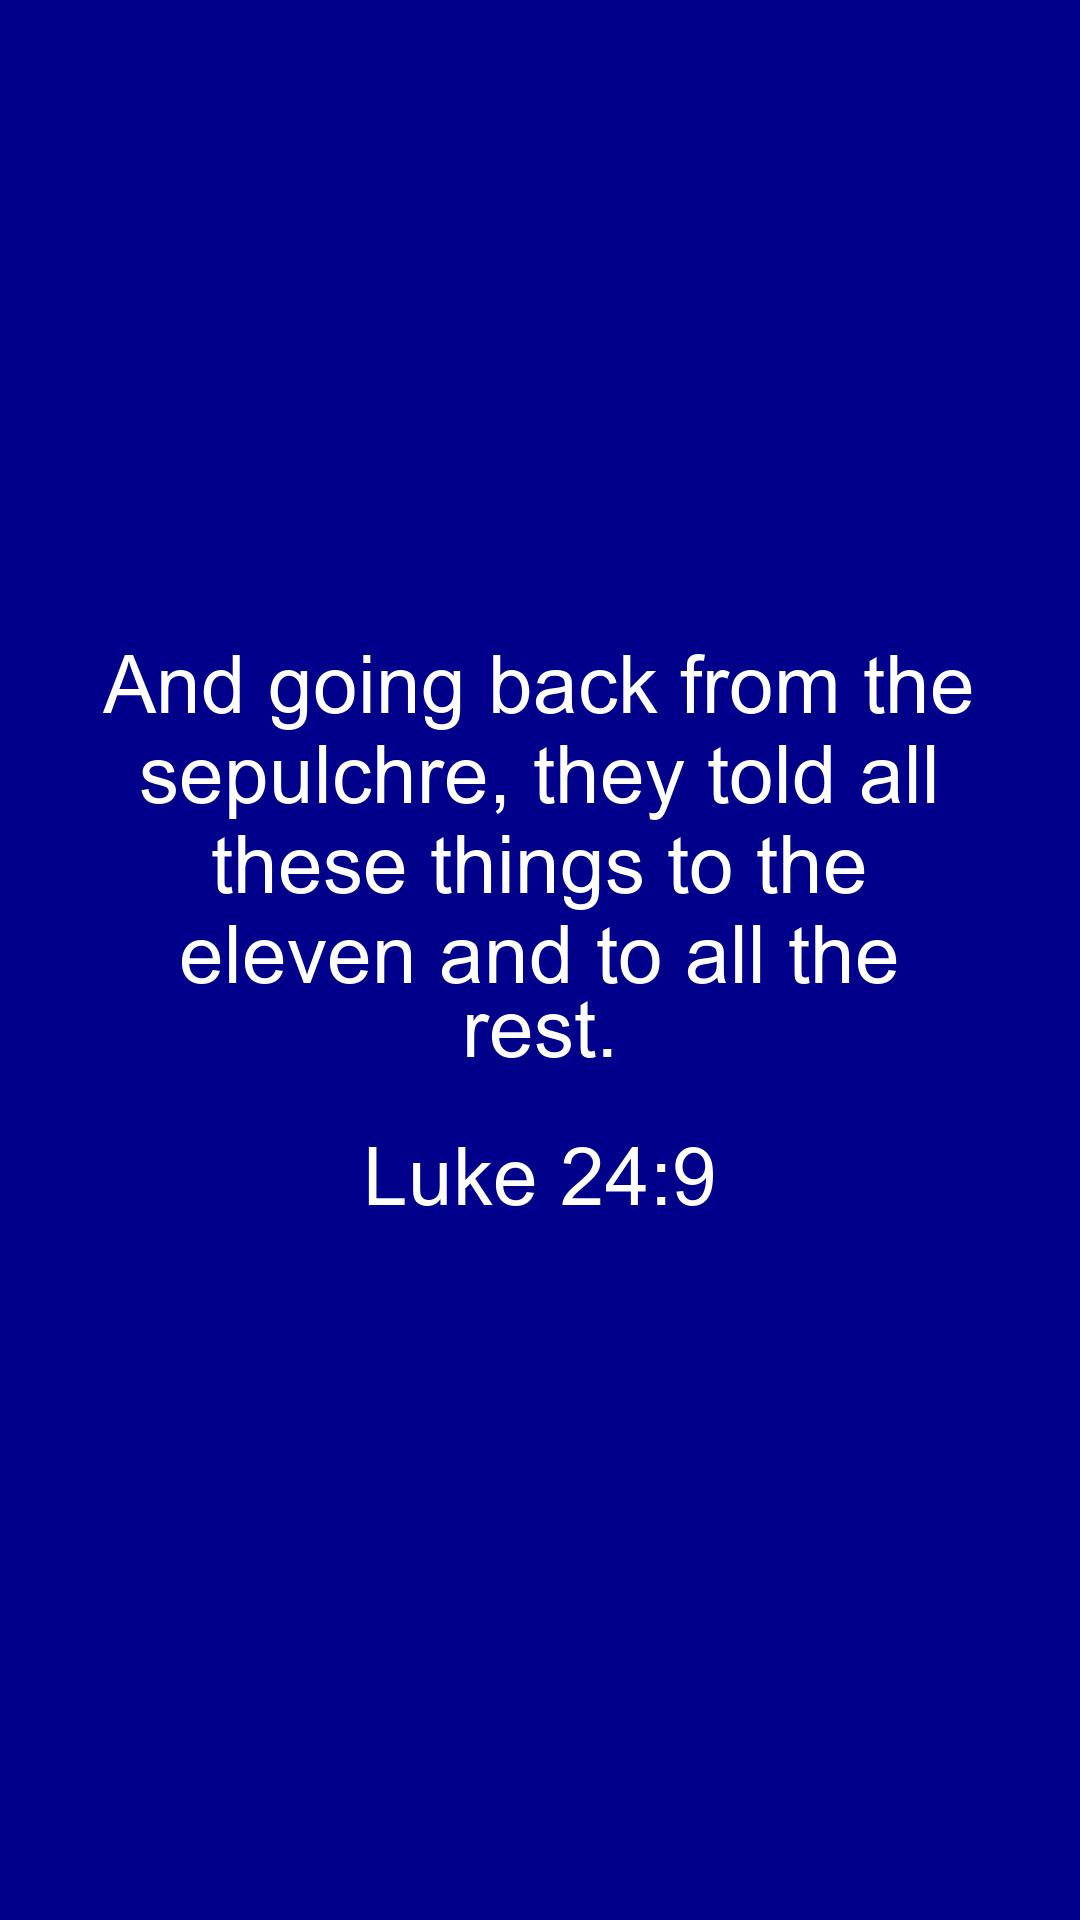 And going back from the
sepulchre, they told all
these things to the
eleven and to all the
rest.
Luke 24:9